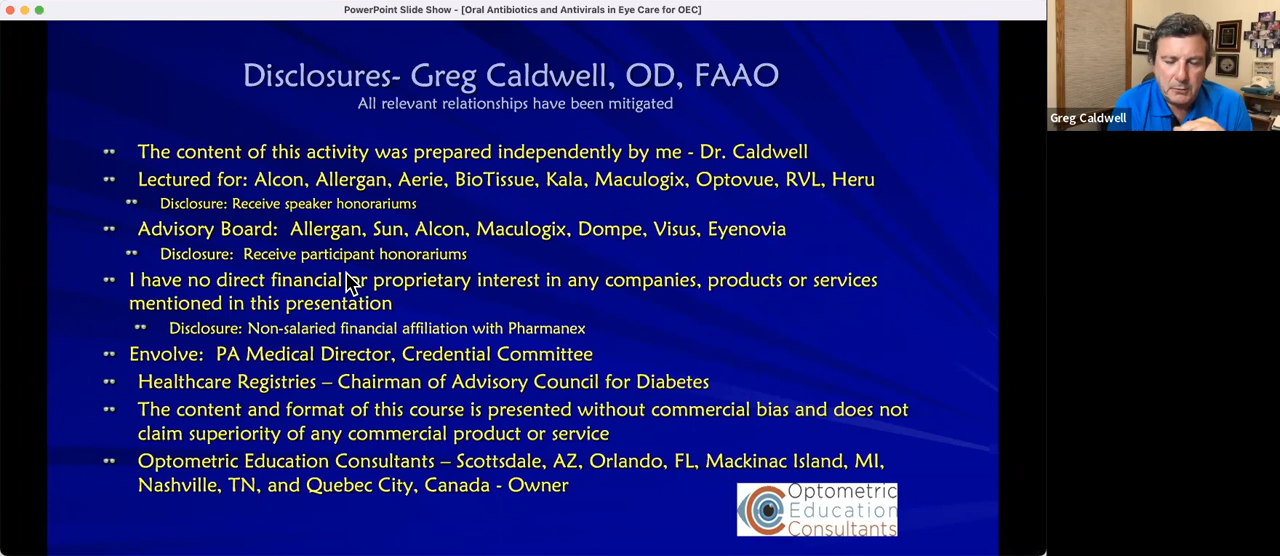 PowerPoint Slide Show - [Oral Antibiotics and Antivirals in Eye Care for OEC]
Disclosures- Greg Caldwell, OD, FAAO
All relevant relationships have been mitigated
The content of this activity was prepared independently by me - Dr. Caldwell
Lectured for: Alcon, Allergan, Aerie, BioTissue, Kala, Maculogix, Optovue, RVL, Heru
Disclosure: Receive speaker honorariums
Advisory Board: Allergan, Sun, Alcon, Maculogix, Dompe, Visus, Eyenovia
Disclosure: Receive participant honorariums
I have no direct financial or proprietary interest in any companies, products or services
mentioned in this presentation
Disclosure: Non-salaried financial affiliation with Pharmanex
Envolve: PA Medical Director, Credential Committee
Healthcare Registries – Chairman of Advisory Council for Diabetes
The content and format of this course is presented without commercial bias and does not
claim superiority of any commercial product or service
Optometric Education Consultants – Scottsdale, AZ, Orlando, FL, Mackinac Island, MI,
Nashville, TN, and Quebec City, Canada - Owner
Optometric
Education
Consultants
Greg Caldwell